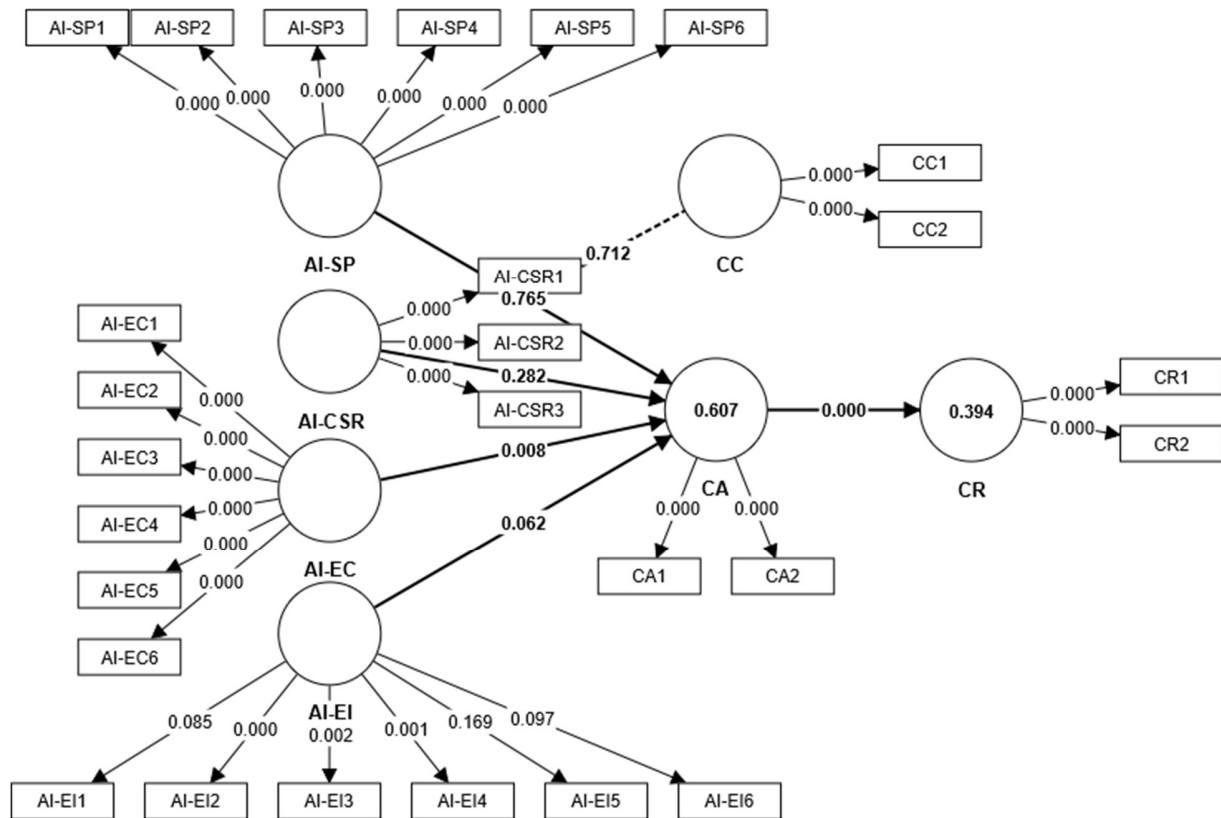 AI-SP1 AI-SP2 AI-SP3 AI-SP4 AI-SP5 AI-SP6
0.000 0.000 0.000 0.000 0.000 0.000
AI-SP
CC
0.000 CC1
0.000 CC2
0.712
AI-CSR1
0.765
0.000
0.000 AI-CSR2
0.000 AI-CSR3
0.282
AI-CSR
AI-EC1 0.000
AI-EC2 0.000
AI-EC3 0.000
AI-EC4 0.000
AI-EC5 0.000
AI-EC6 0.000
AI-EC
0.008
0.062
0.607
CA
0.000
0.394
CR
0.000 CR1
0.000 CR2
0.000 0.000
CA1 CA2
AI-EI
0.085 0.000 0.002 0.001 0.169 0.097
AI-EI1 AI-EI2 AI-EI3 AI-EI4 AI-EI5 AI-EI6